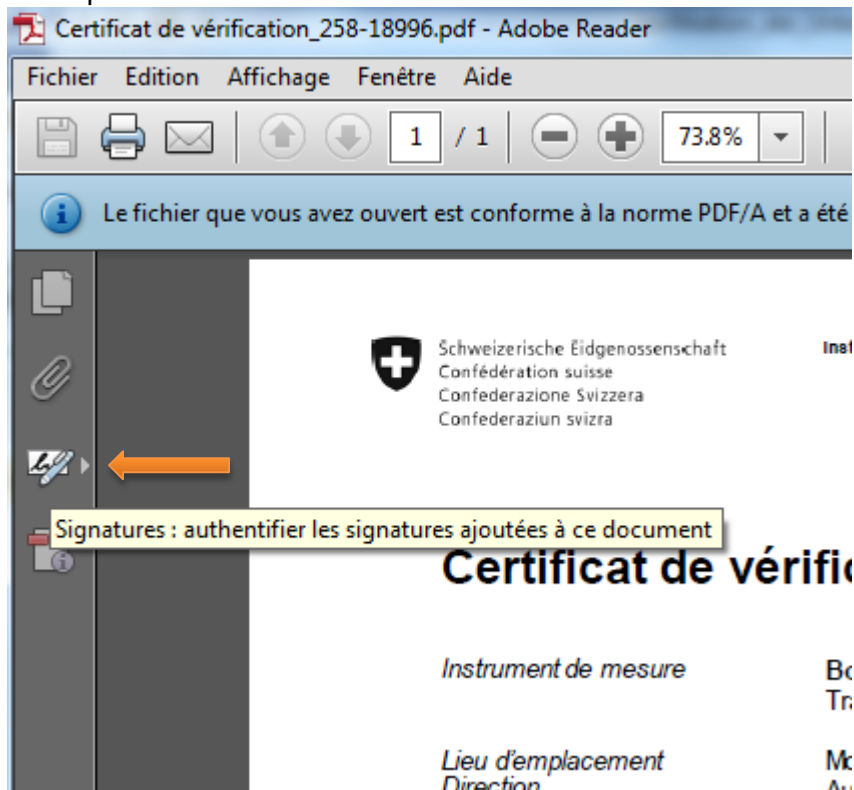 Certificat de vérification_258-18996.pdf - Adobe Reader
Fichier Edition Affichage Fenêtre Aide
1 / 1 73.8%
Le fichier que vous avez ouvert est conforme à la norme PDF/A et a été
Schweizerische Eidgenossenschaft
Confédération suisse
Confederazione Svizzera
Confederaziun svizra
Signatures : authentifier les signatures ajoutées à ce document
Certificat de
Instrument de mesure
Lieu d'emplacement
Direction